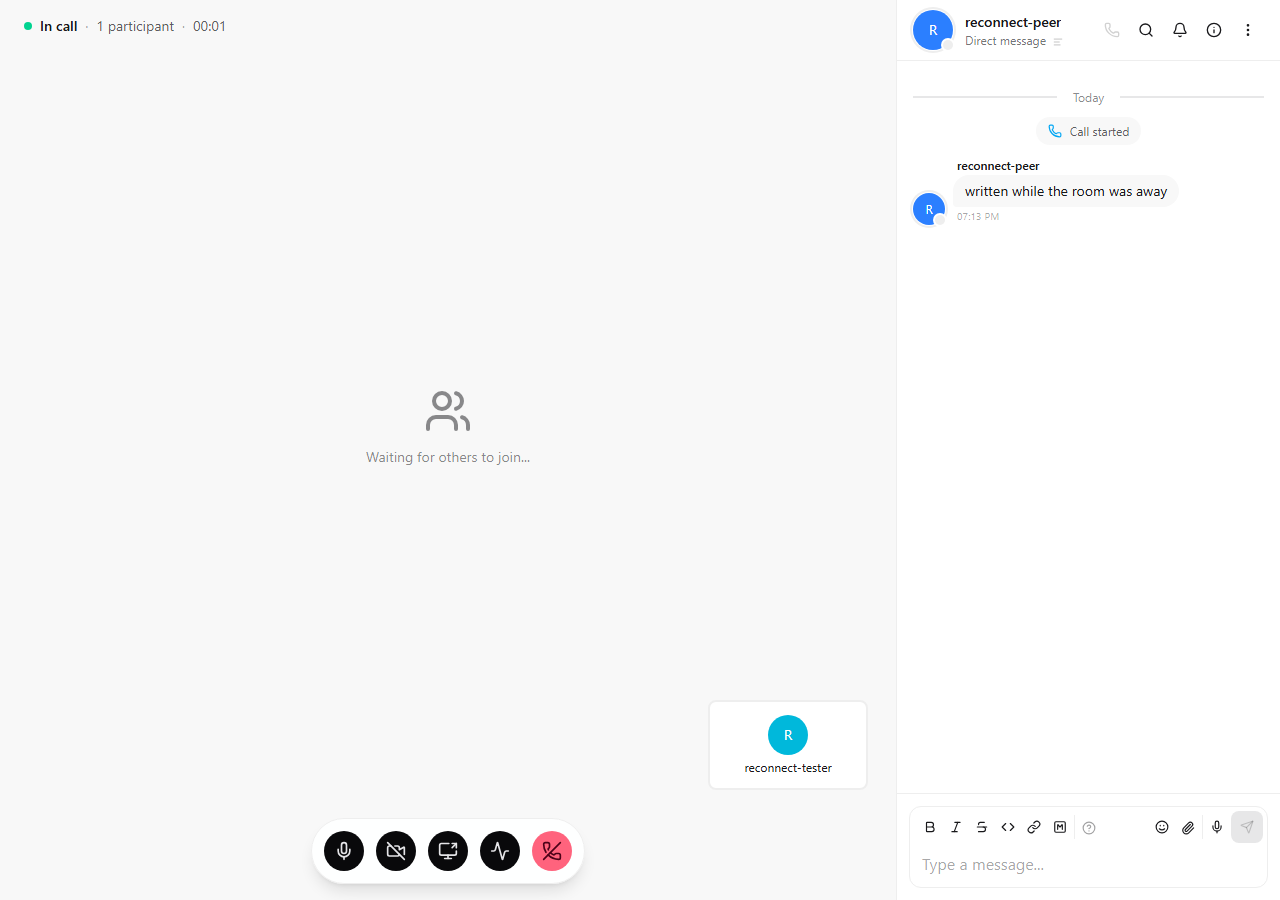 In call · 1 participant · 00:01
Waiting for others to join...
R
reconnect-tester
R
reconnect-peer
Direct message
Today
Call started
reconnect-peer
R
written while the room was away
07:13 PM
Type a message...